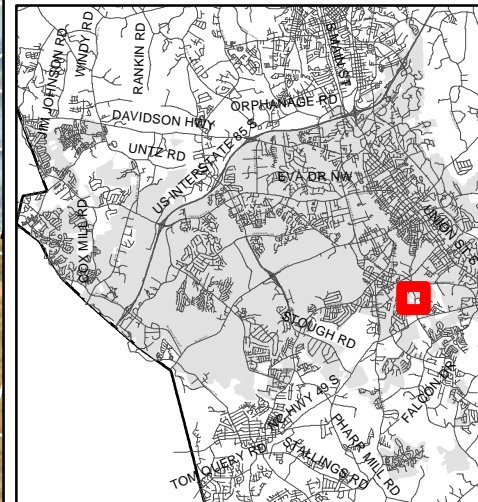 JIM JOHNSON RD
WINDY RD
RANKIN RD
S MAIN ST
ORPHANAGE RD
DAVIDSON HWY
UNTZ RD
US INTERSTATE 85 S
EVA DR NW
COX MILL RD
UNION ST S
STOUGH RD
NC HWY 49 S
FALCON DR
PHARR MILL RD
STALLINGS RD
TOM QUERY RD